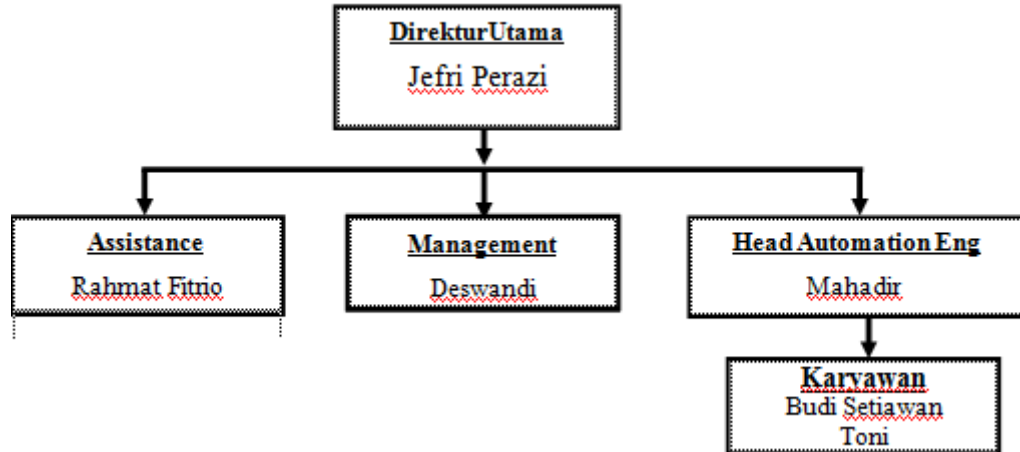 DirekturUtama
Jefri Perazi
Assistance
Rahmat Fitrio
Management
Deswandi
Head Automation Eng
Mahadir
Karyawan
Budi Setiawan
Toni